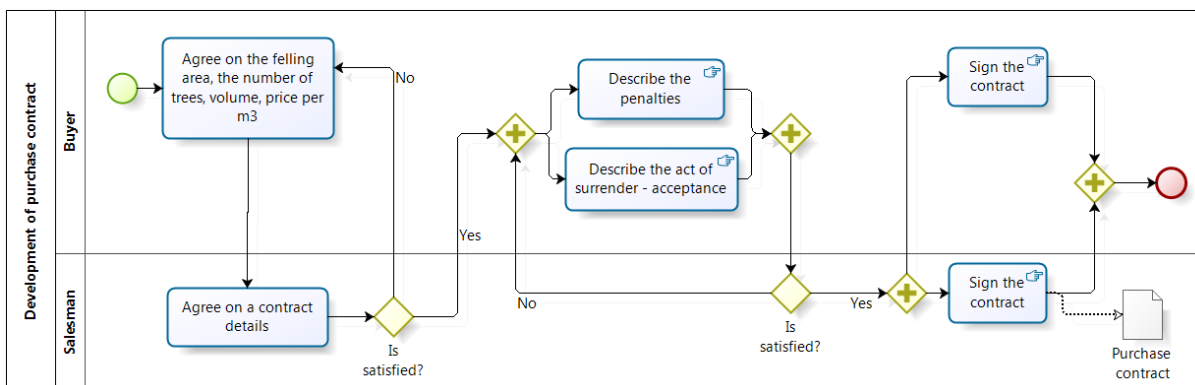 Development of purchase contract
Buyer
Agree on the felling
area, the number of
trees, volume, price per
m3
No
Describe the
penalties
Describe the act of
surrender - acceptance
Sign the
contract
Yes
Salesman
Agree on a contract
details
Is
satisfied?
No
Is
satisfied?
Yes
Sign the
contract
Purchase
contract